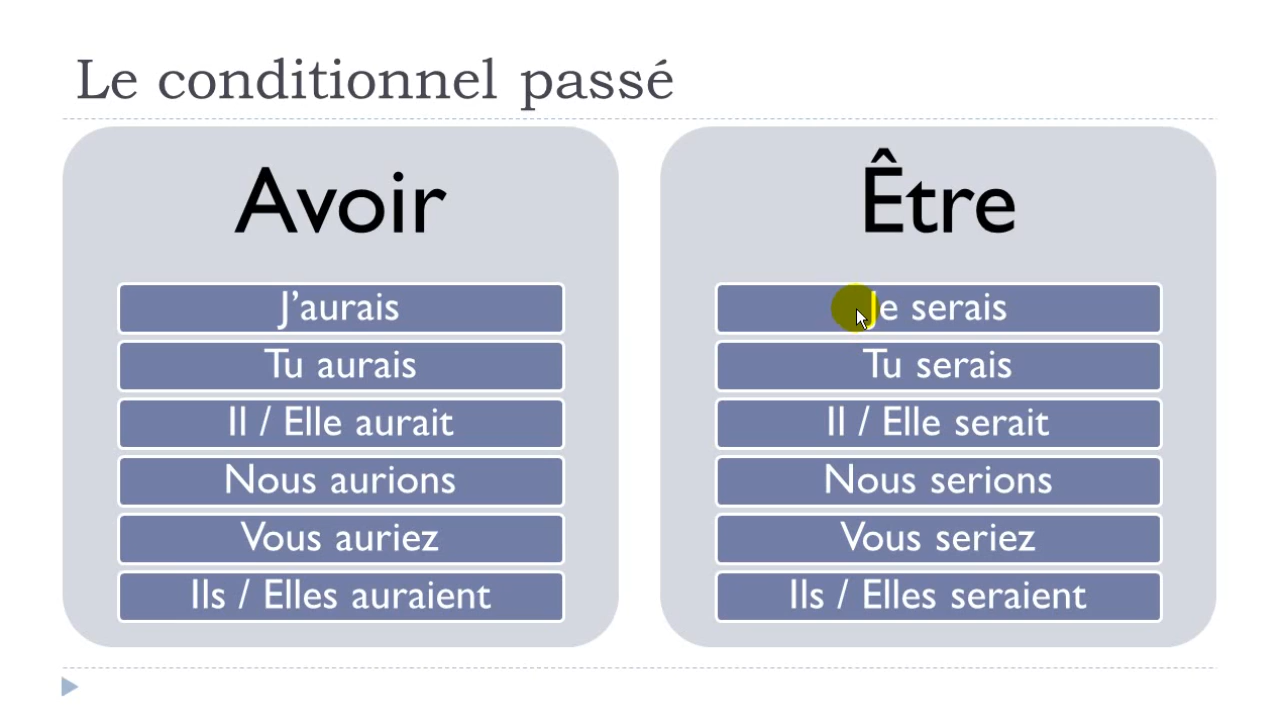 Le conditionnel passé
Avoir
J’aurais
Tu aurais
Il / Elle aurait
Nous aurions
Vous auriez
Ils / Elles auraient
Être
Je serais
Tu serais
Il / Elle serait
Nous serions
Vous seriez
Ils / Elles seraient